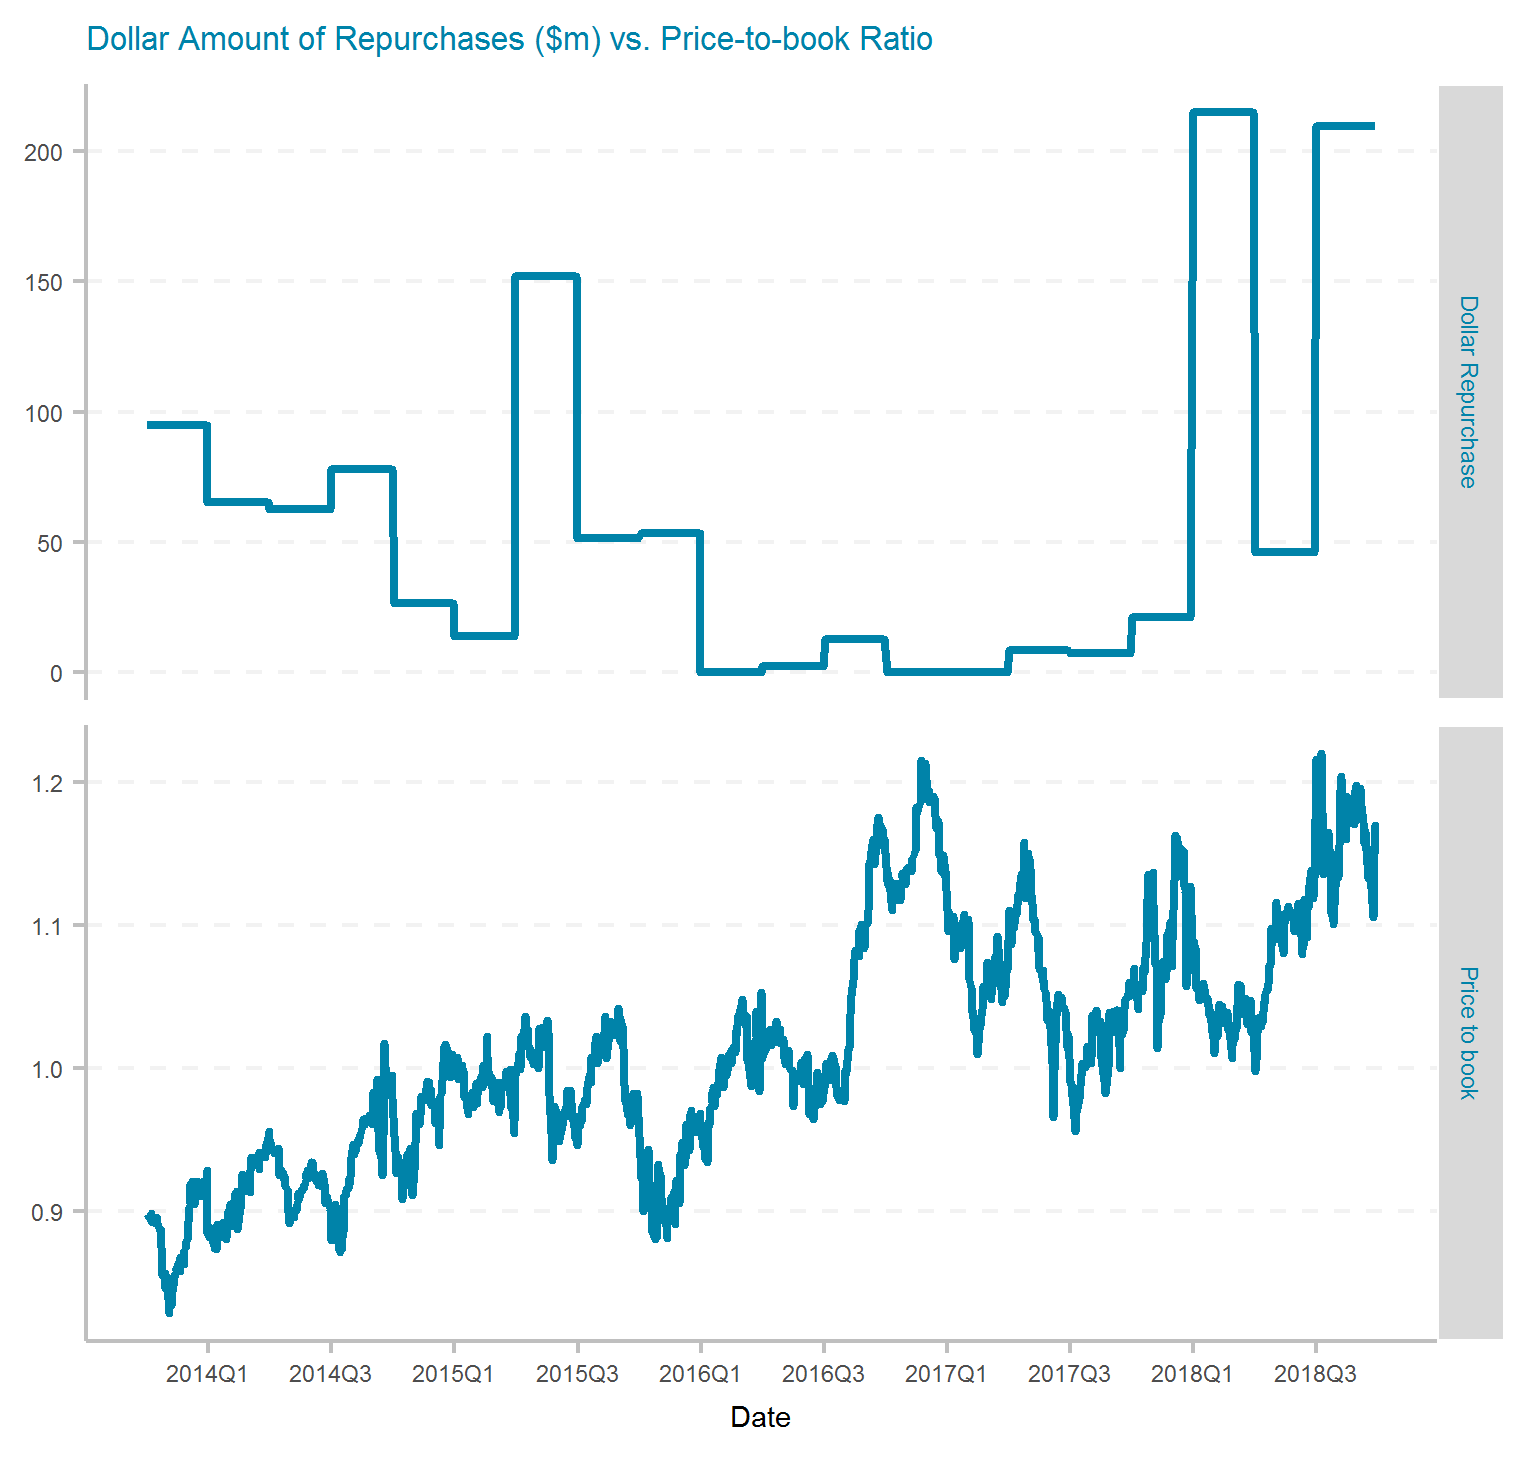 Dollar Amount of Repurchases ($m) vs. Price-to-book Ratio
200
150
100
50
0
Dollar Repurchase
1.2
1.1
1.0
0.9
Price to book
2014Q1 2014Q3 2015Q1 2015Q3 2016Q1 2016Q3 2017Q1 2017Q3 2018Q1 2018Q3
Date